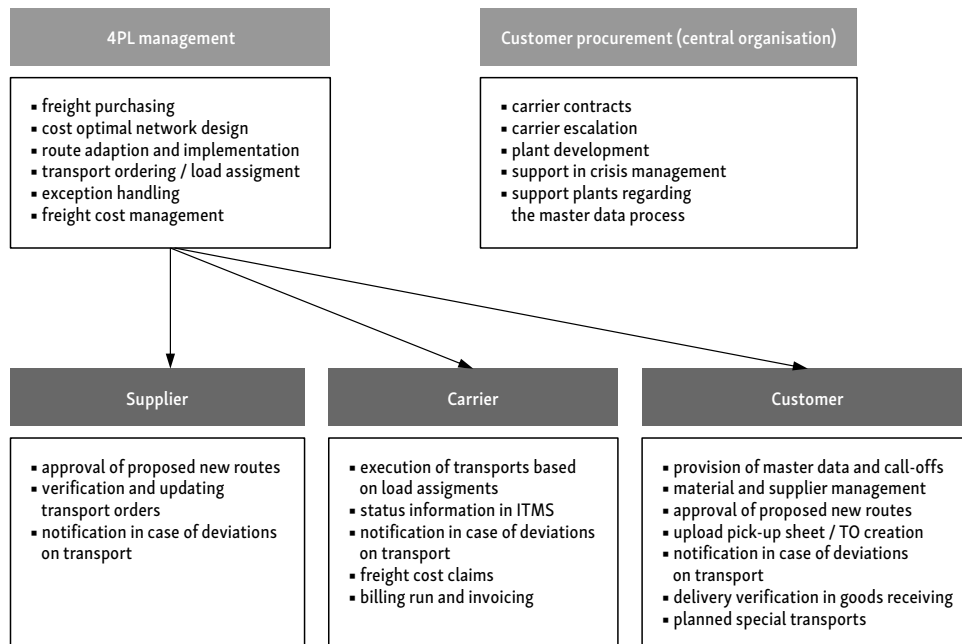 4PL management
▪ freight purchasing
▪ cost optimal network design
▪ route adaption and implementation
▪ transport ordering / load assigment
▪ exception handling
▪ freight cost management
Customer procurement (central organisation)
▪ carrier contracts
▪ carrier escalation
▪ plant development
▪ support in crisis management
▪ support plants regarding
the master data process
Supplier
▪ approval of proposed new routes
▪ verification and updating
transport orders
▪ notification in case of deviations
on transport
Carrier
▪ execution of transports based
on load assigments
▪ status information in ITMS
▪ notification in case of deviations
on transport
▪ freight cost claims
▪ billing run and invoicing
Customer
▪ provision of master data and call-offs
▪ material and supplier management
▪ approval of proposed new routes
▪ upload pick-up sheet / TO creation
▪ notification in case of deviations
on transport
▪ delivery verification in goods receiving
▪ planned special transports